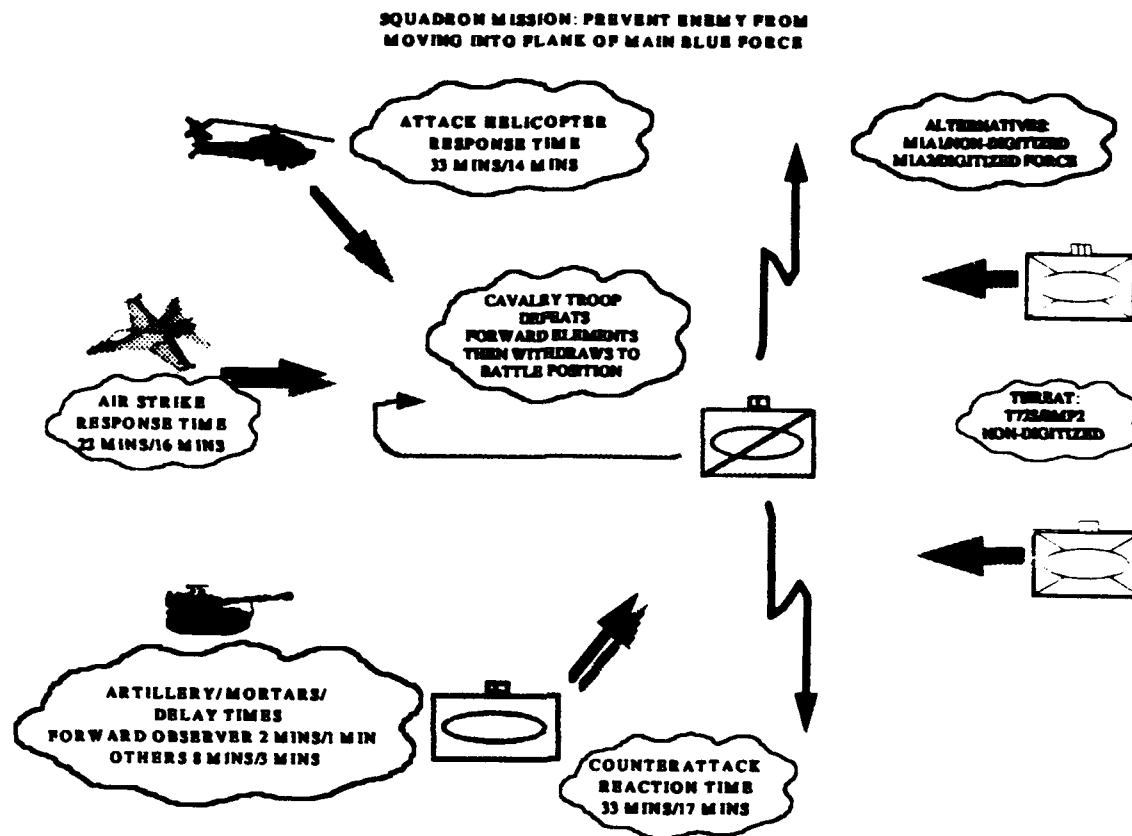 SQUADRON MISSION: PREVENT ENEMY FROM
MOVING INTO FLANK OF MAIN BLUE FORCE
ATTACK HELICOPTER
RESPONSE TIME
33 MINS/14 MINS
ALTERNATIVES:
M1A1/NON-DIGITIZED
M1A2/DIGITIZED FORCE
CAVALRY TROOP
DEFEATS
FORWARD ELEMENTS
THEN WITHDRAWS TO
BATTLE POSITION
AIR STRIKE
RESPONSE TIME
22 MINS/16 MINS
THREAT:
T72S/BMP2
NON-DIGITIZED
ARTILLERY/MORTARS/
DELAY TIMES
FORWARD OBSERVER 2 MINS/1 MIN
OTHERS 8 MINS/3 MINS
COUNTERATTACK
REACTION TIME
33 MINS/17 MINS